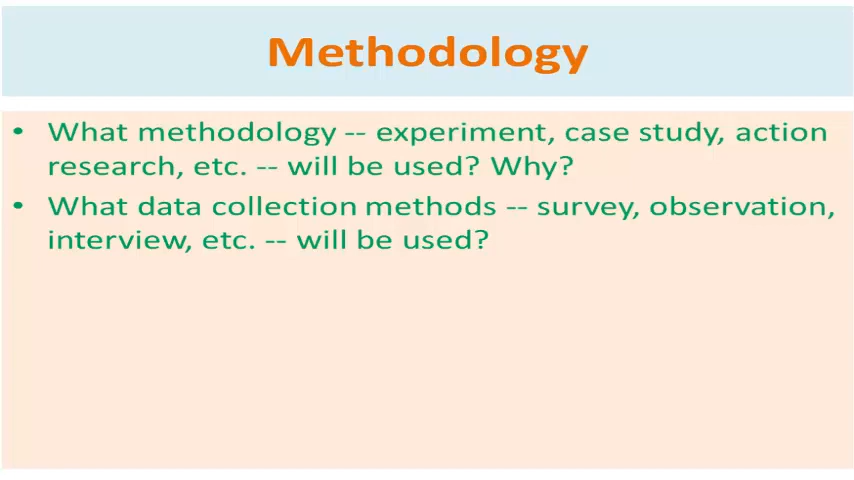 Methodology
• What methodology -- experiment, case study, action
research, etc. -- will be used? Why?
• What data collection methods -- survey, observation,
interview, etc. -- will be used?